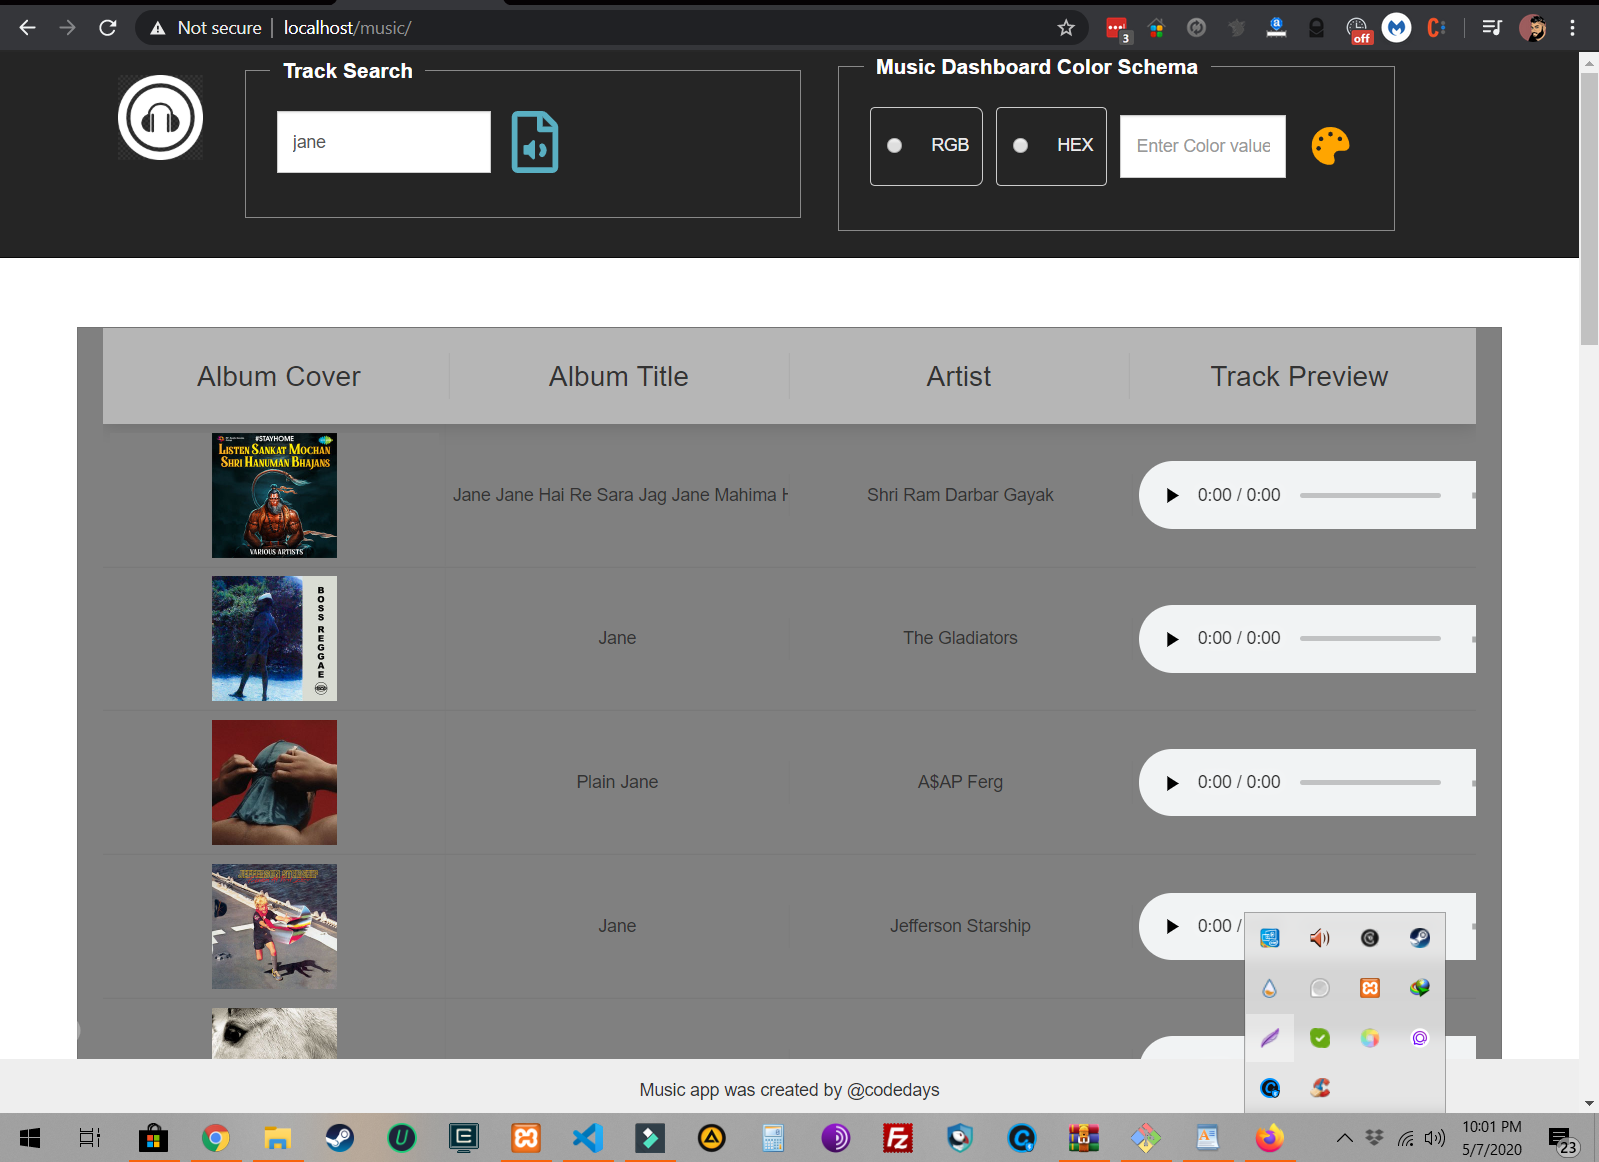 Not secure | localhost/music/
3
off
Track Search
jane
Music Dashboard Color Schema
RGB
HEX
Enter Color value
Album Cover
Album Title
Artist
Track Preview
#STAYHOME
LISTEN SANKAT MOCHAN
SHRI HANUMAN BHAJANS
VARIOUS ARTISTS
Jane Jane Hai Re Sara Jag Jane Mahima H
Shri Ram Darbar Gayak
0:00 / 0:00
BOSS REGGAE
Jane
The Gladiators
0:00 / 0:00
Plain Jane
A$AP Ferg
0:00 / 0:00
JEFFERSON STARSHIP
Jane
Jefferson Starship
0:00 /
Music app was created by @codedays
10:01 PM
5/7/2020
23